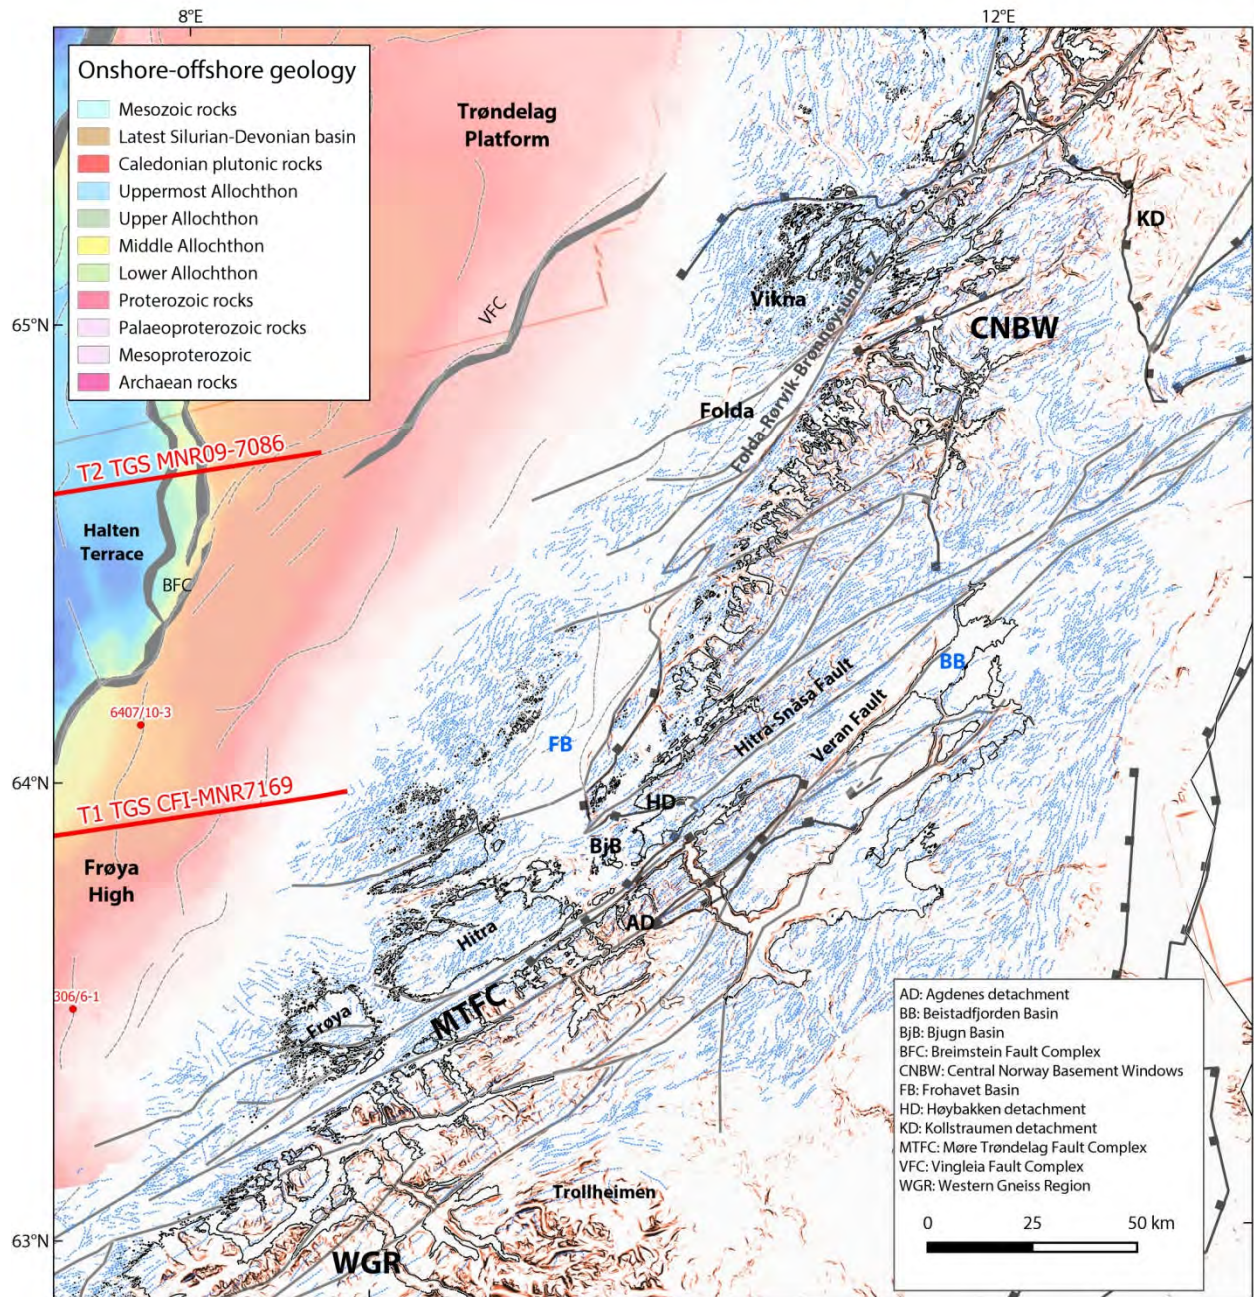 8°E
12°E
Onshore-offshore geology
Mesozoic rocks
Latest Silurian-Devonian basin
Caledonian plutonic rocks
Uppermost Allochthon
Upper Allochthon
Middle Allochthon
Lower Allochthon
Proterozoic rocks
Palaeoproterozoic rocks
Mesoproterozoic
Archaean rocks
Trøndelag
Platform
KD
Vikna
VFC
65°N
CNBW
Folda
Folda-Rørvik-Brønnøysund FZ
T2 TGS MNR09-7086
Halten
Terrace
BFC
BB
Hitra-Snåsa Fault
Veran Fault
6407/10-3
FB
64°N
T1 TGS CFI-MNR7169
HD
BjB
Frøya
High
AD
Hitra
306/6-1
Frøya
MTFC
AD: Agdenes detachment
BB: Beistadfjorden Basin
BjB: Bjugn Basin
BFC: Breimstein Fault Complex
CNBW: Central Norway Basement Windows
FB: Frohavet Basin
HD: Høybakken detachment
KD: Kollstraumen detachment
MTFC: Møre Trøndelag Fault Complex
VFC: Vingleia Fault Complex
WGR: Western Gneiss Region
0 25 50 km
Trollheimen
63°N
WGR